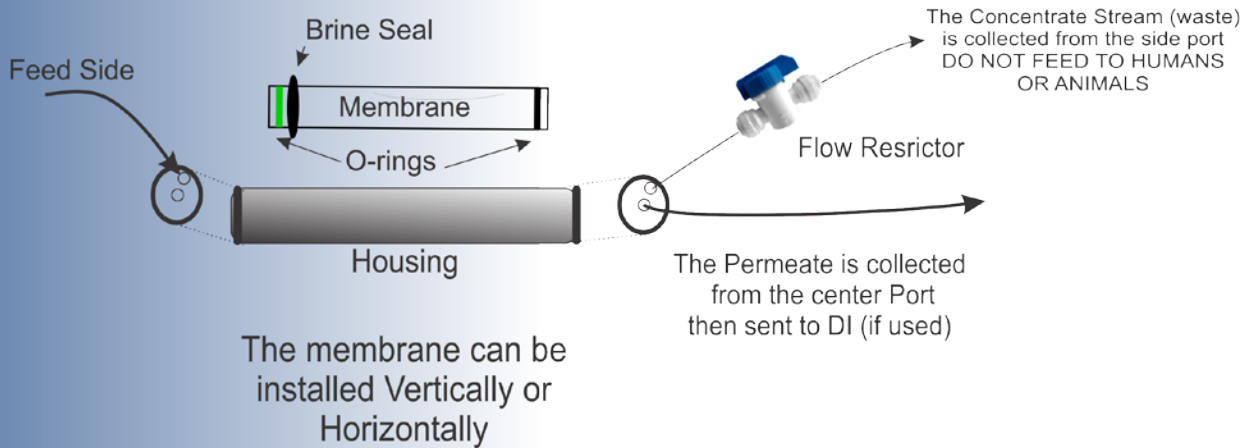 Brine Seal
Feed Side
Membrane
O-rings
Housing
The membrane can be
installed Vertically or
Horizontally
The Concentrate Stream (waste)
is collected from the side port
DO NOT FEED TO HUMANS
OR ANIMALS
Flow Resrictor
The Permeate is collected
from the center Port
then sent to DI (if used)